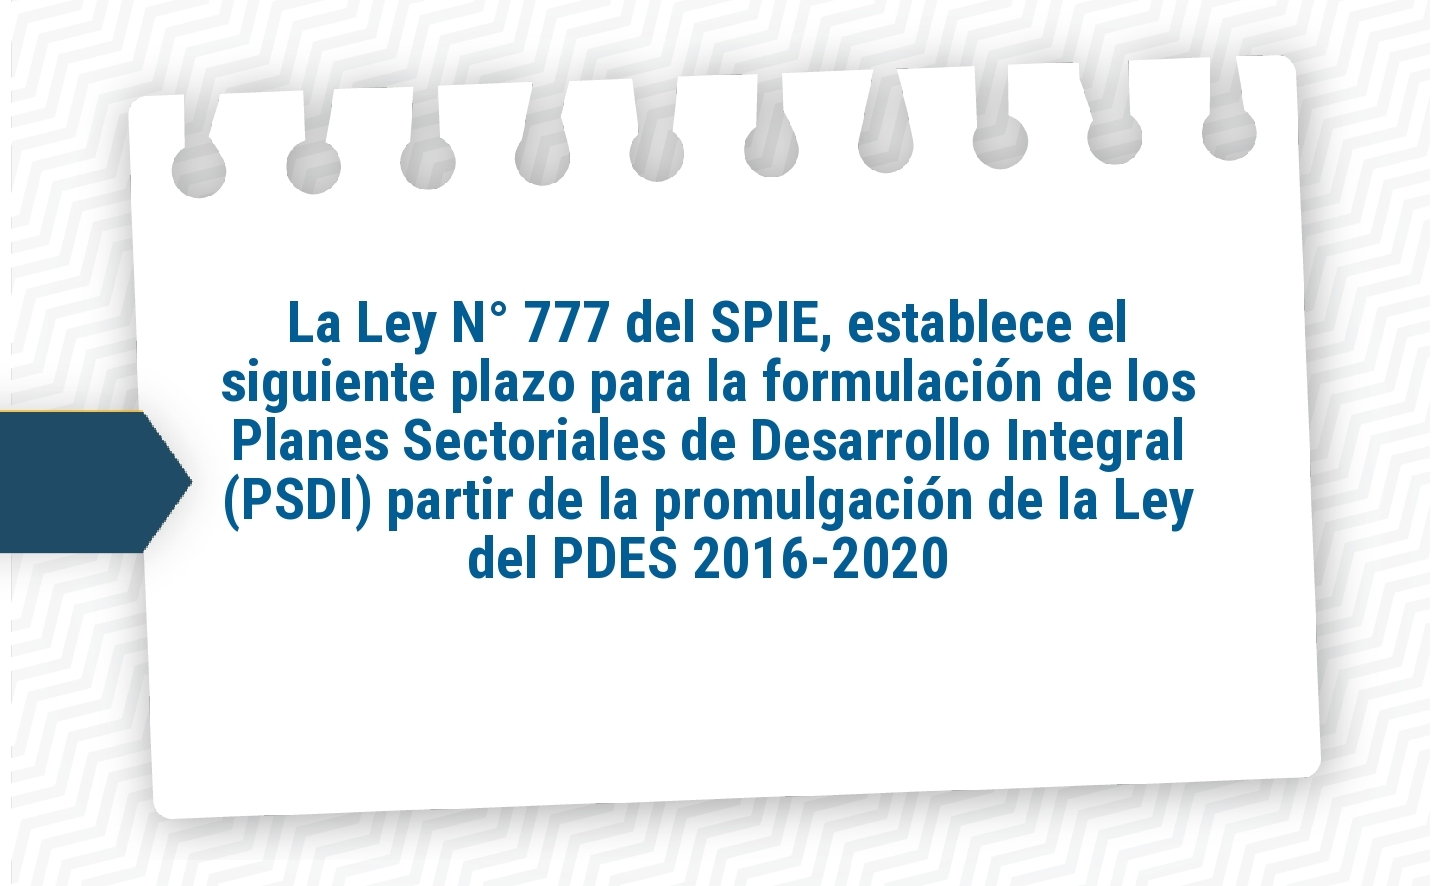 La Ley N° 777 del SPIE, establece el
siguiente plazo para la formulación de los
Planes Sectoriales de Desarrollo Integral
(PSDI) partir de la promulgación de la Ley
del PDES 2016-2020